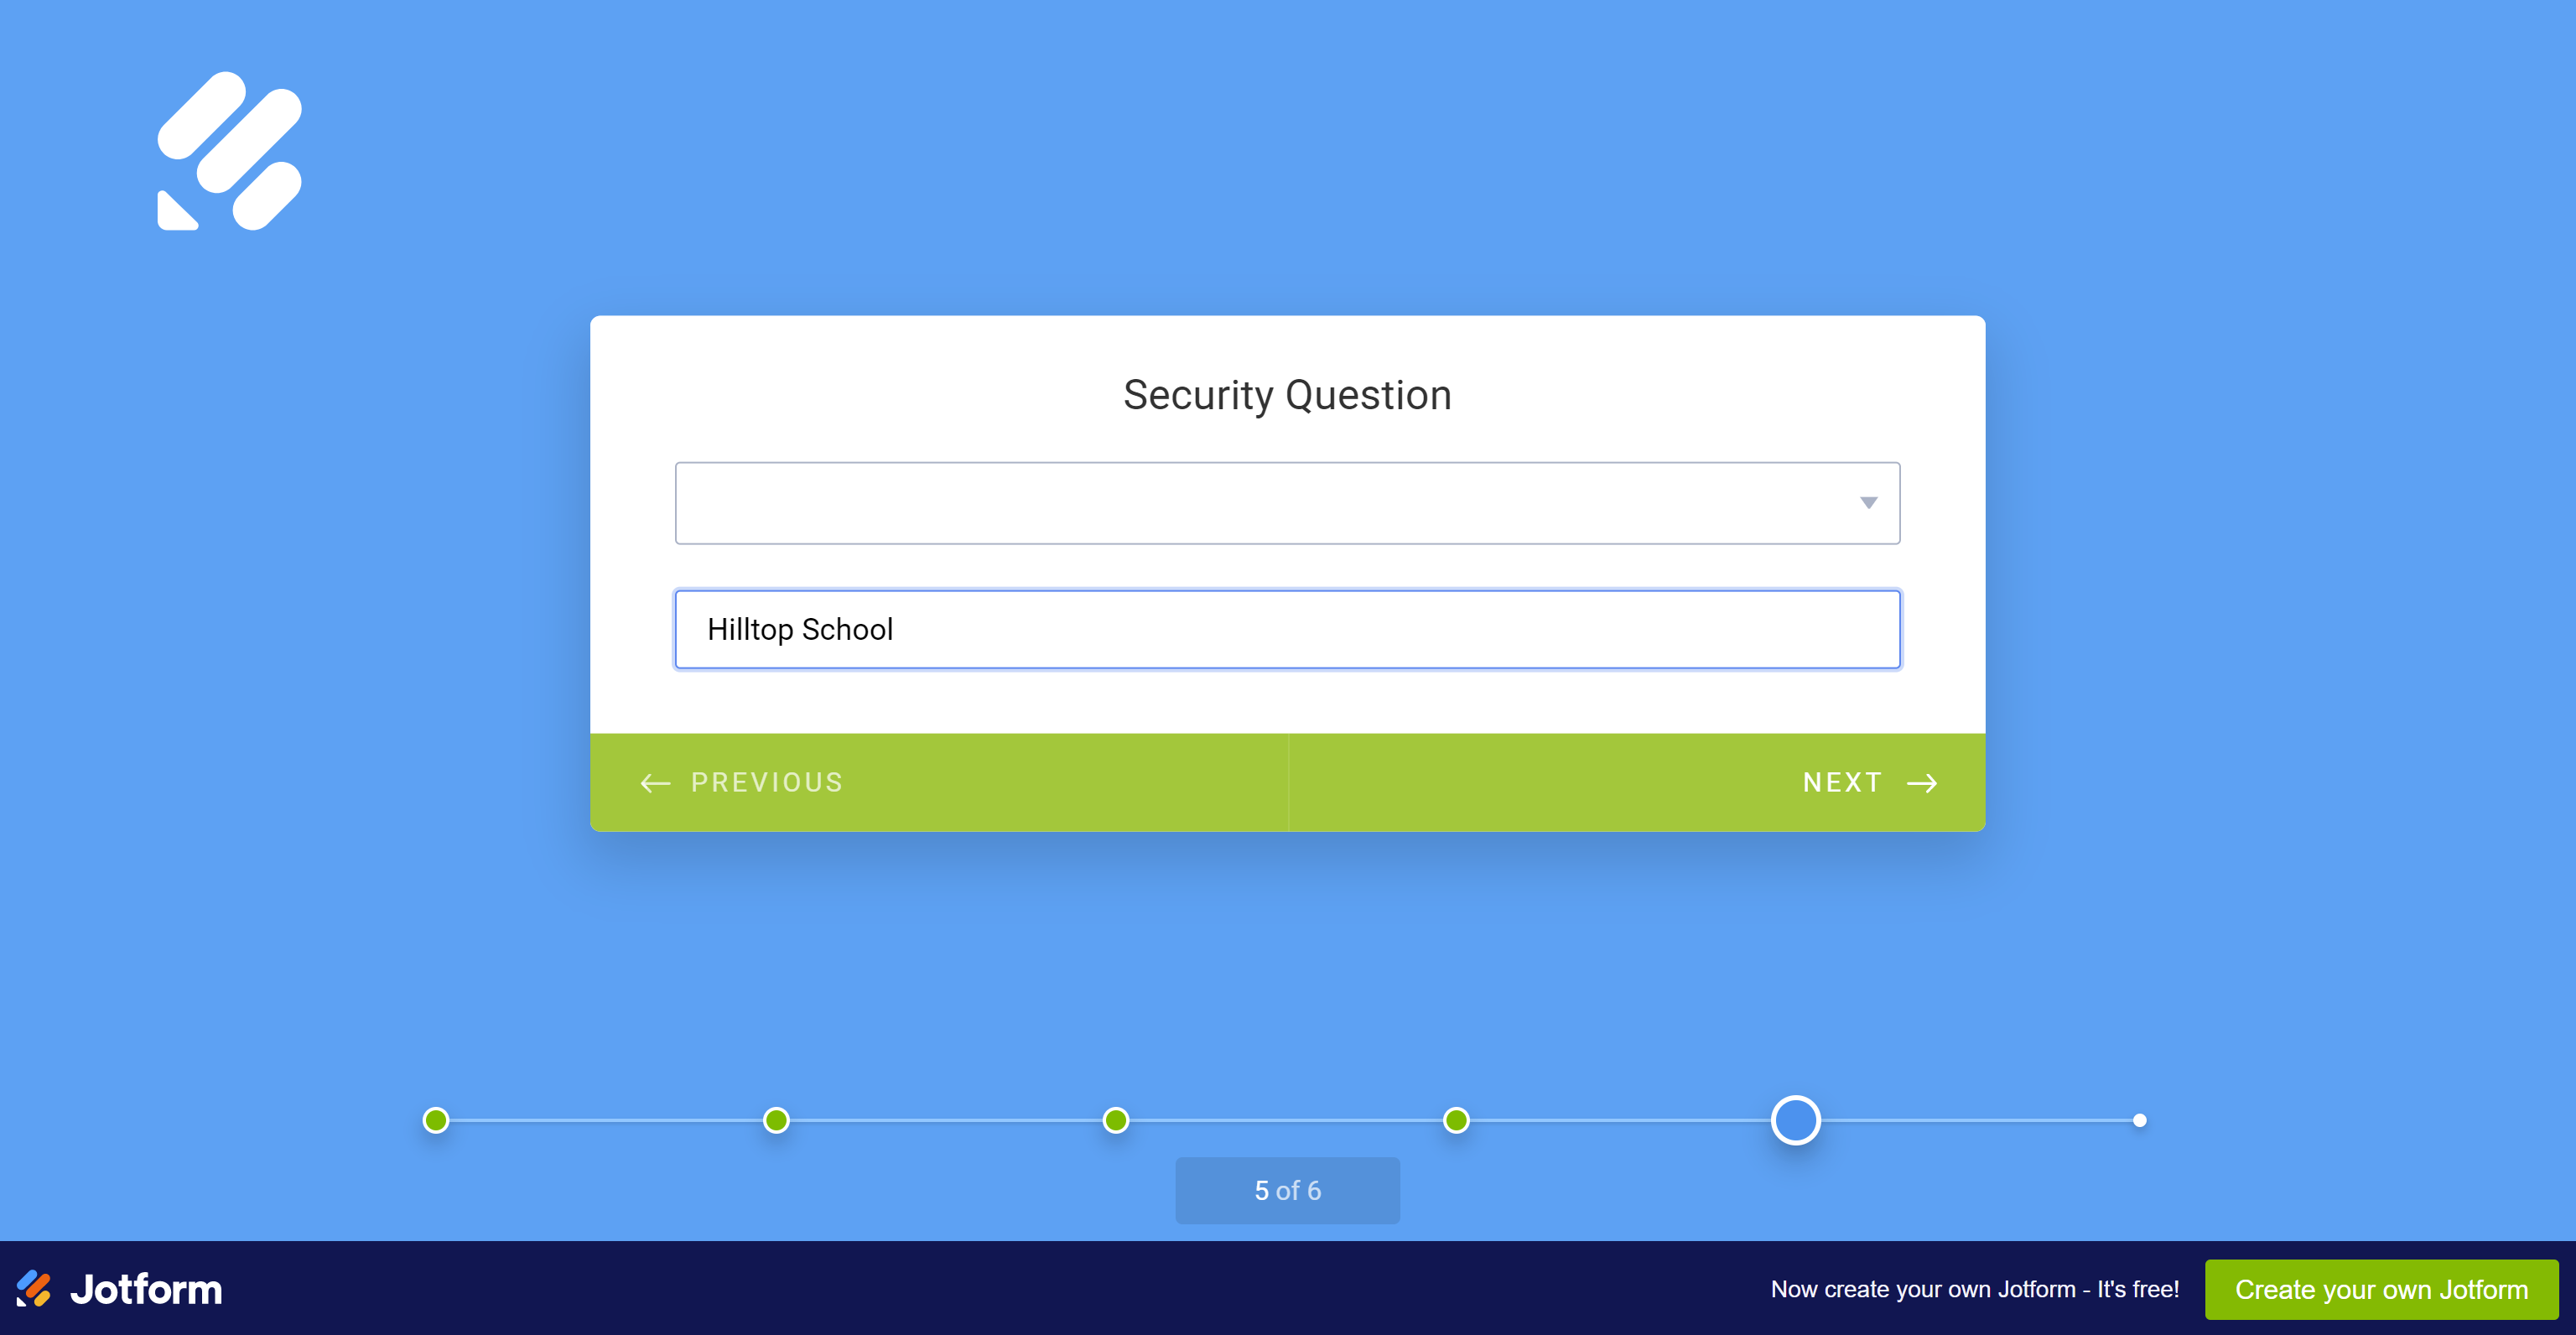 Security Question
Hilltop School
PREVIOUS
NEXT
5 of 6
Jotform
Now create your own Jotform - It's free!
Create your own Jotform